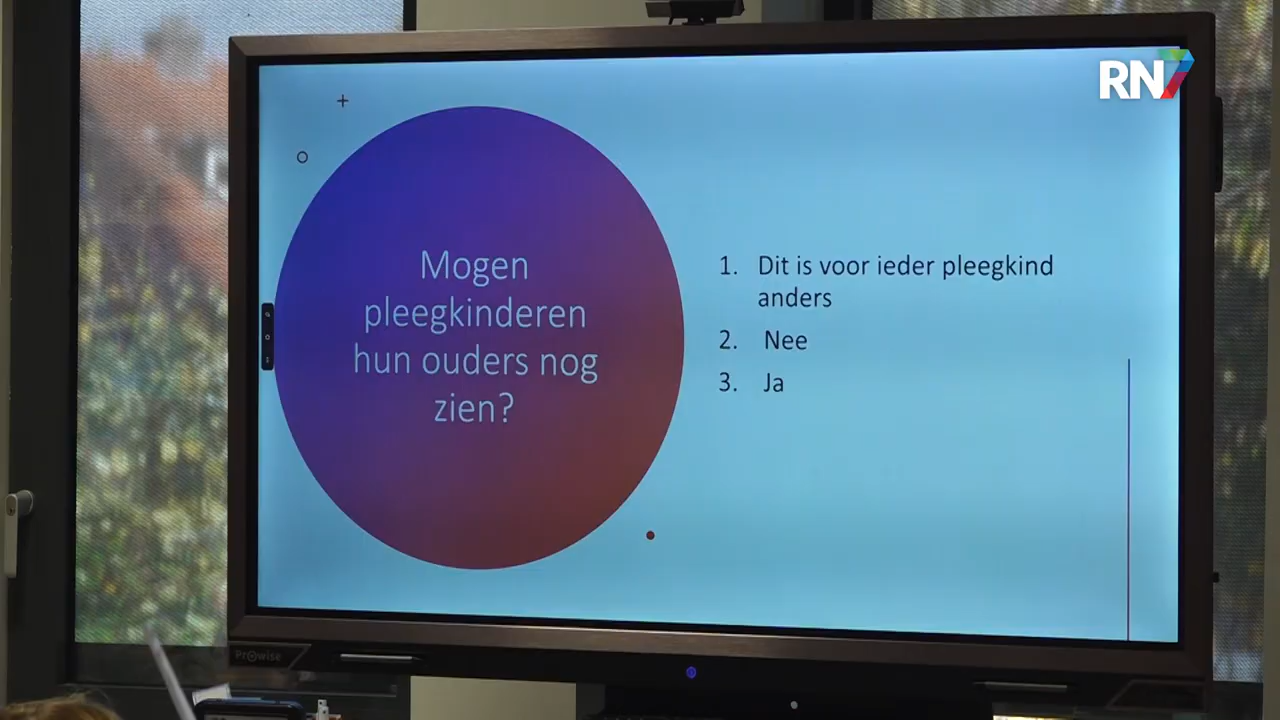 RN7
Mogen
pleegkinderen
hun ouders nog
zien?
1. Dit is voor ieder pleegkind
anders
2. Nee
3. Ja
Prowise